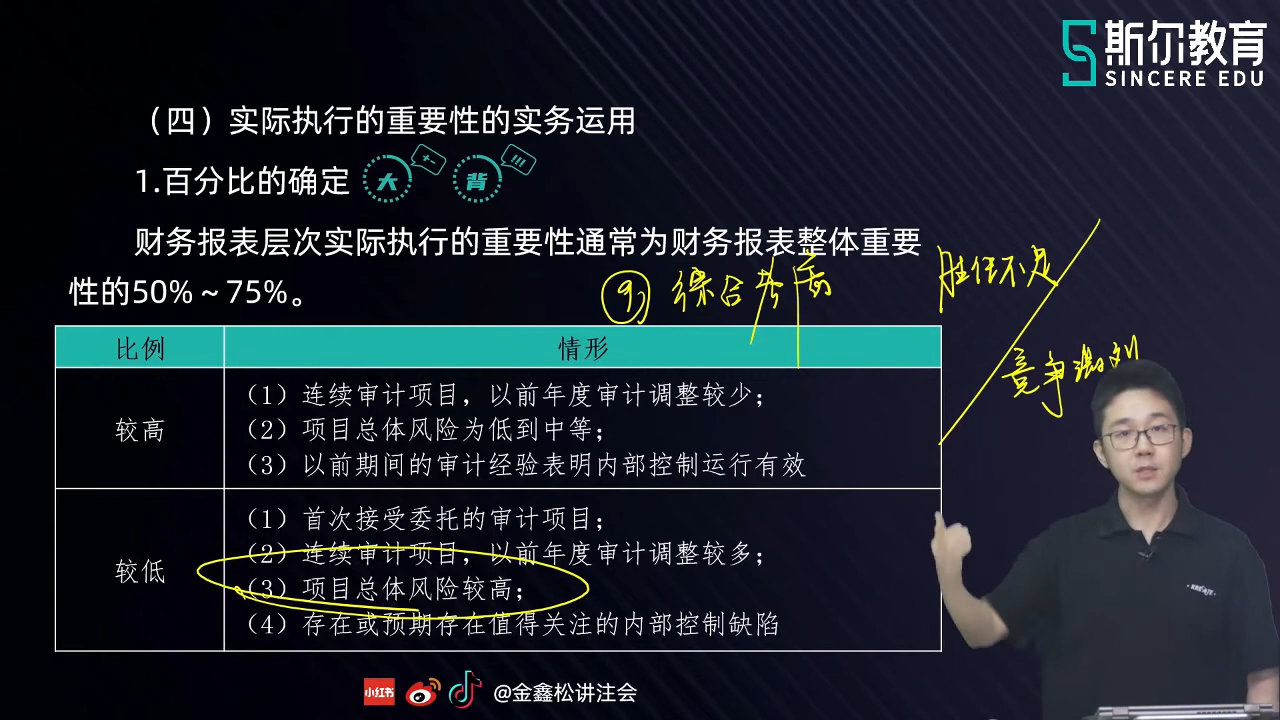 斯尔教育
SINCERE EDU
（四）实际执行的重要性的实务运用
1.百分比的确定 大 背
财务报表层次实际执行的重要性通常为财务报表整体重要
性的50%～75%。
综合考
胜任不足
竞争激烈
比例 情形
较高
（1）连续审计项目，以前年度审计调整较少；
（2）项目总体风险为低到中等；
（3）以前期间的审计经验表明内部控制运行有效
较低
（1）首次接受委托的审计项目；
（2）连续审计项目，以前年度审计调整较多；
（3）项目总体风险较高；
（4）存在或预期存在值得关注的内部控制缺陷
小红书
@金鑫松讲注会